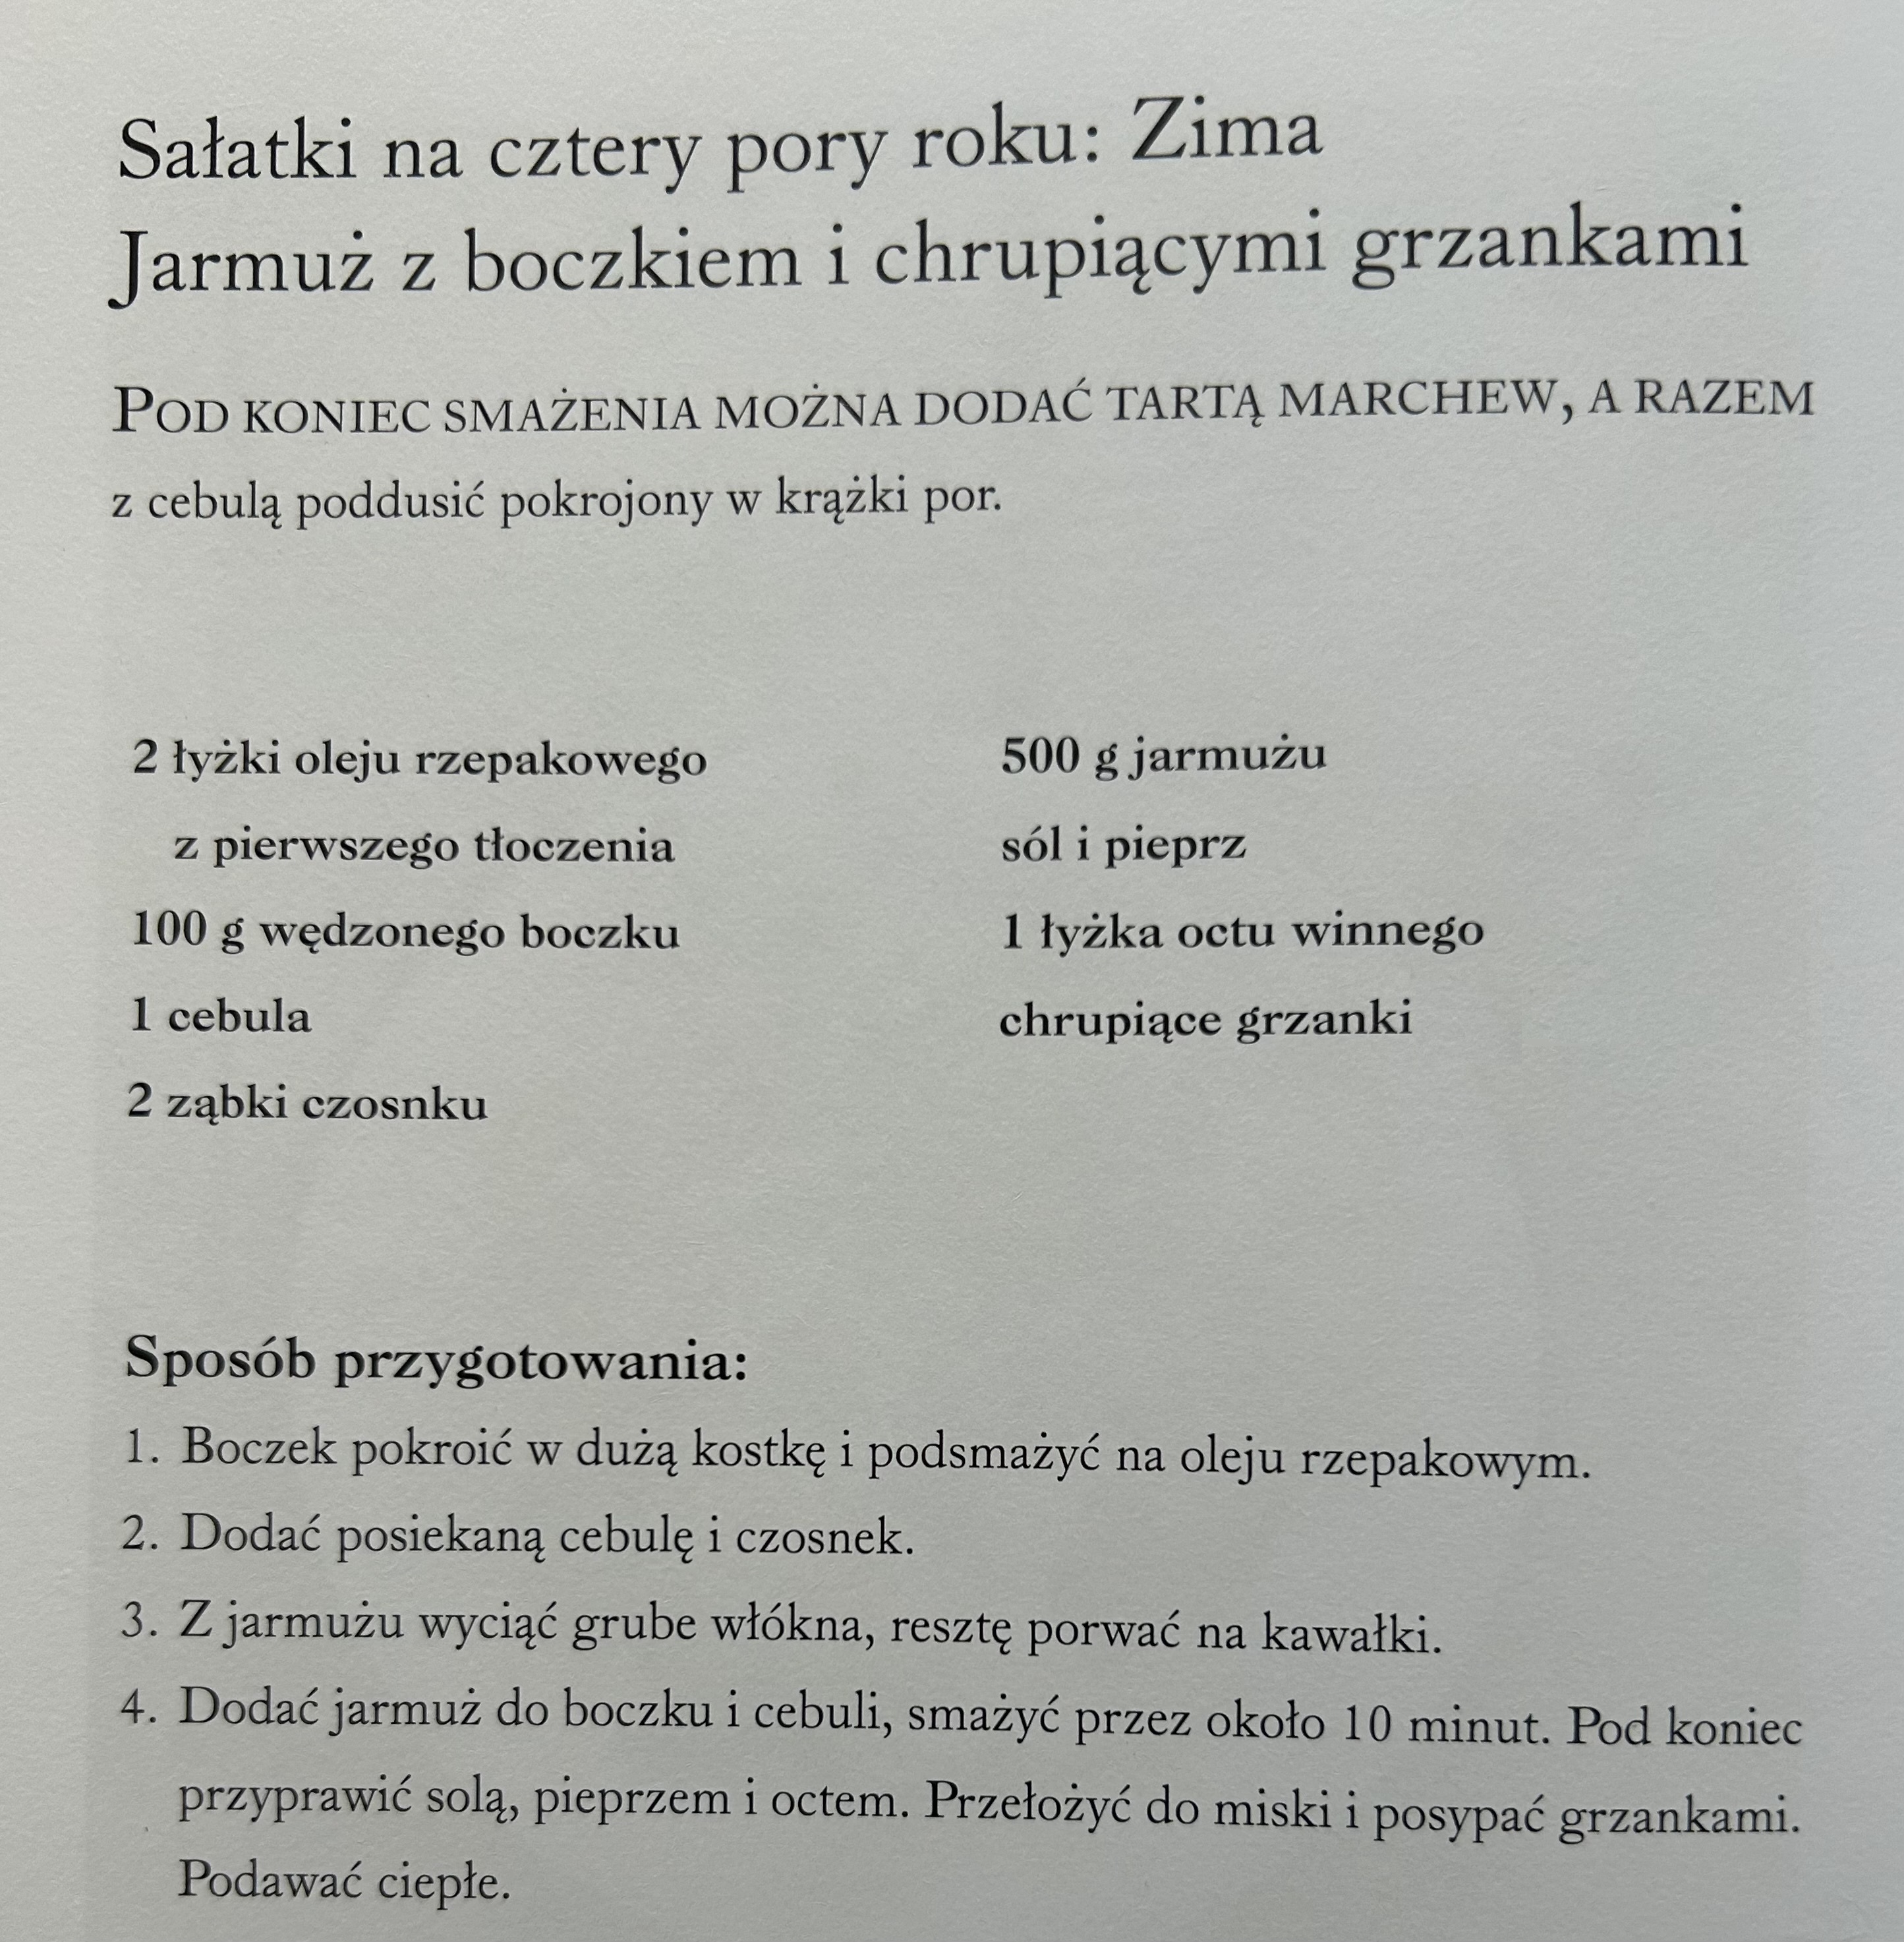 Sałatki na cztery pory roku: Zima
Jarmuż z boczkiem i chrupiącymi grzankami
POD KONIEC SMAŻENIA MOŻNA DODAĆ TARTĄ MARCHEW, A RAZEM
z cebulą poddusić pokrojony w krążki por.
2 łyżki oleju rzepakowego
z pierwszego tłoczenia
100 g wędzonego boczku
1 cebula
2 ząbki czosnku
500 g jarmużu
sól i pieprz
1 łyżka octu winnego
chrupiące grzanki
Sposób przygotowania:
1. Boczek pokroić w dużą kostkę i podsmażyć na oleju rzepakowym.
2. Dodać posiekaną cebulę i czosnek.
3. Z jarmużu wyciąć grube włókna, resztę porwać na kawałki.
4. Dodać jarmuż do boczku i cebuli, smażyć przez około 10 minut. Pod koniec
przyprawić solą, pieprzem i octem. Przełożyć do miski i posypać grzankami.
Podawać ciepłe.